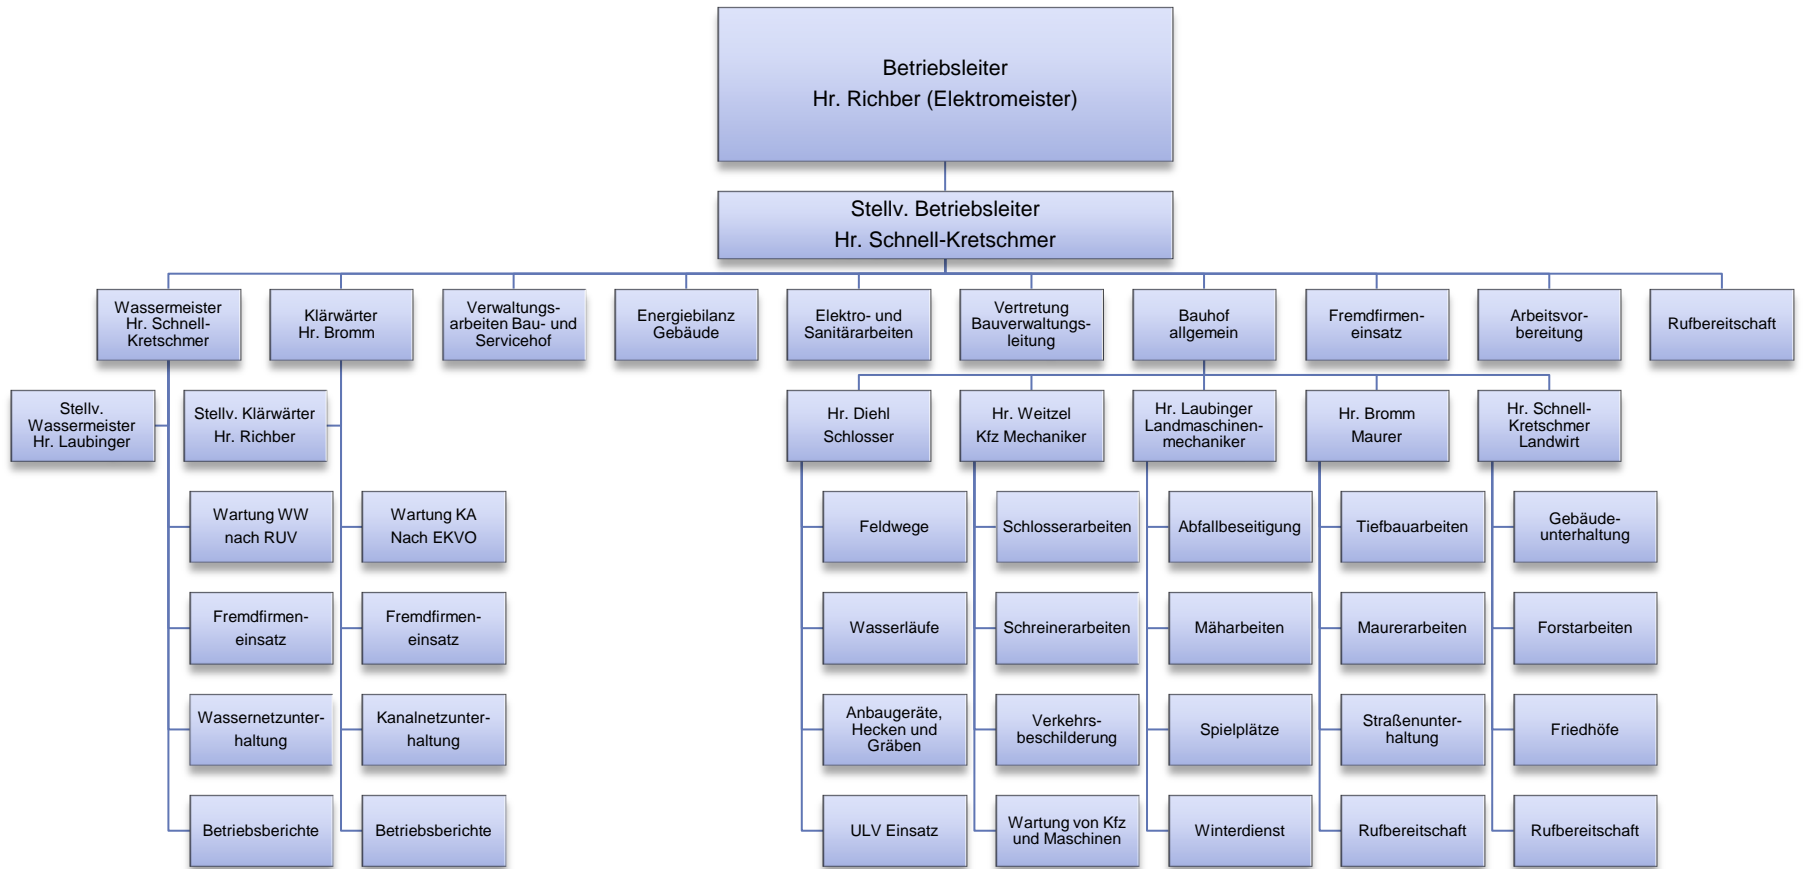 Betriebsleiter
Hr. Richber (Elektromeister)
Stellv. Betriebsleiter
Hr. Schnell-Kretschmer
Wassermeister
Hr. Schnell-
Kretschmer
Klärwärter
Hr. Bromm
Verwaltungs-
arbeiten Bau- und
Servicehof
Energiebilanz
Gebäude
Elektro- und
Sanitärarbeiten
Vertretung
Bauverwaltungs-
leitung
Bauhof
allgemein
Fremdfirmen-
einsatz
Arbeitsvor-
bereitung
Rufbereitschaft
Stellv.
Wassermeister
Hr. Laubinger
Stellv. Klärwärter
Hr. Richber
Hr. Diehl
Schlosser
Hr. Weitzel
Kfz Mechaniker
Hr. Laubinger
Landmaschinen-
mechaniker
Hr. Bromm
Maurer
Hr. Schnell-
Kretschmer
Landwirt
Wartung WW
nach RUV
Wartung KA
Nach EKVO
Feldwege
Schlosserarbeiten
Abfallbeseitigung
Tiefbauarbeiten
Gebäude-
unterhaltung
Fremdfirmen-
einsatz
Fremdfirmen-
einsatz
Wasserläufe
Schreinerarbeiten
Mäharbeiten
Maurerarbeiten
Forstarbeiten
Wassernetzunter-
haltung
Kanalnetzunter-
haltung
Anbaugeräte,
Hecken und
Gräben
Verkehrs-
beschilderung
Spielplätze
Straßenunter-
haltung
Friedhöfe
Betriebsberichte
Betriebsberichte
ULV Einsatz
Wartung von Kfz
und Maschinen
Winterdienst
Rufbereitschaft
Rufbereitschaft